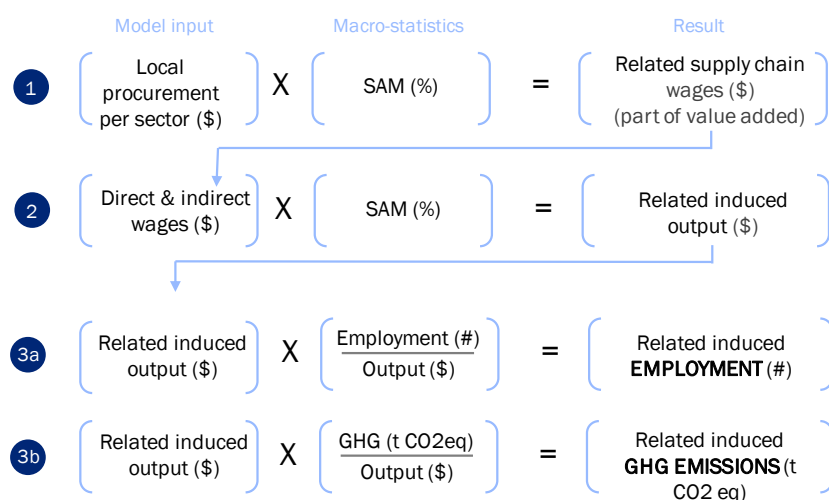 Model input
Macro-statistics
Result
1
Local
procurement
per sector ($)
X
SAM (%)
=
Related supply chain
wages ($)
(part of value added)
2
Direct & indirect
wages ($)
X
SAM (%)
=
Related induced
output ($)
3a
Related induced
output ($)
X
Employment (#)
Output ($)
=
Related induced
EMPLOYMENT (#)
3b
Related induced
output ($)
X
GHG (t CO2eq)
Output ($)
=
Related induced
GHG EMISSIONS (t
CO2 eq)